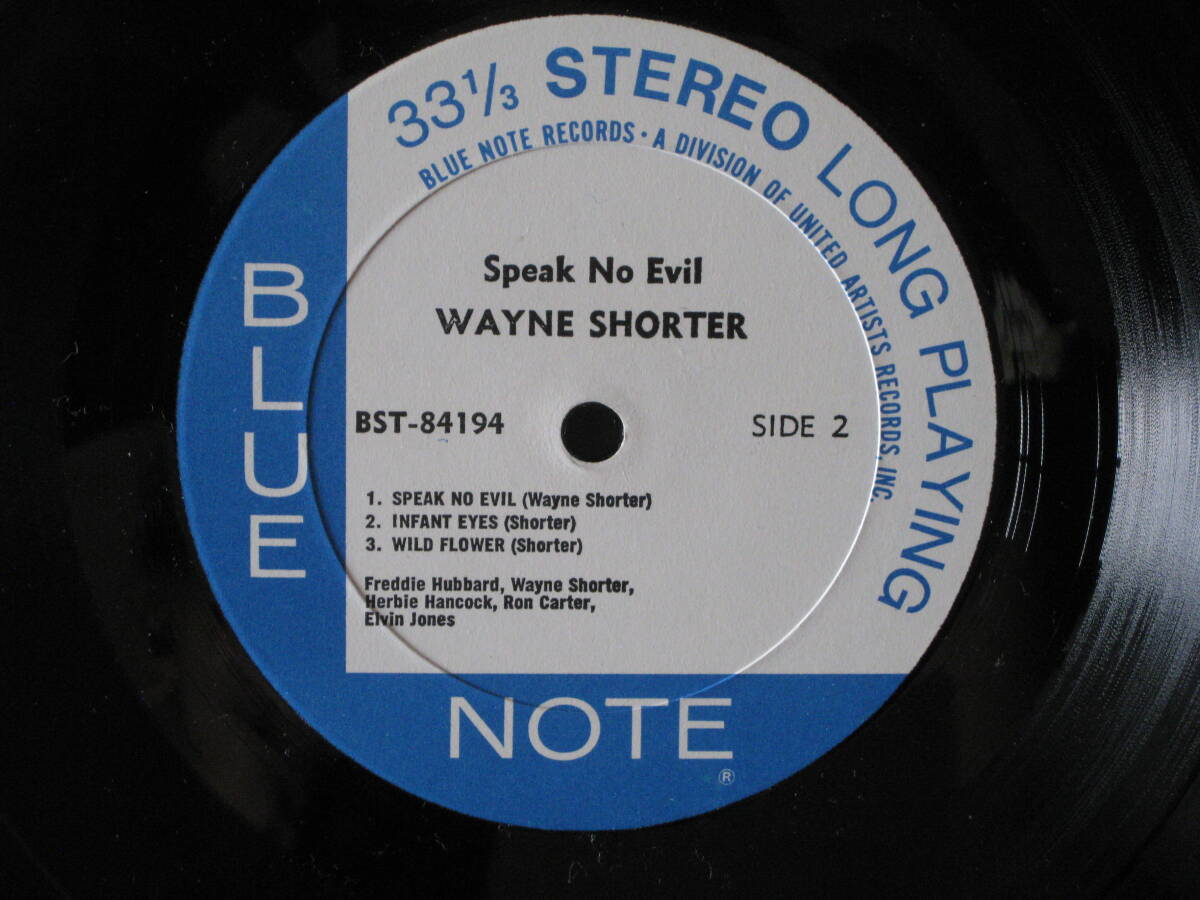 33⅓ STEREO LONG PLAYING
BLUE NOTE RECORDS · A DIVISION OF UNITED ARTISTS RECORDS, INC.
Speak No Evil
WAYNE SHORTER
BST-84194
SIDE 2
1. SPEAK NO EVIL (Wayne Shorter)
2. INFANT EYES (Shorter)
3. WILD FLOWER (Shorter)
Freddie Hubbard, Wayne Shorter,
Herbie Hancock, Ron Carter,
Elvin Jones
BLUE
NOTE
®